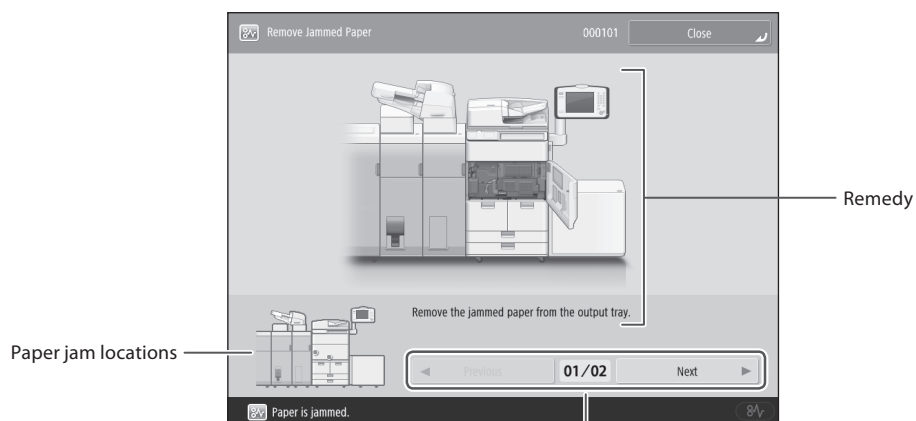 Remove Jammed Paper 000101 Close
Remedy
Remove the jammed paper from the output tray.
Paper jam locations
Previous 01/02 Next
Paper is jammed.